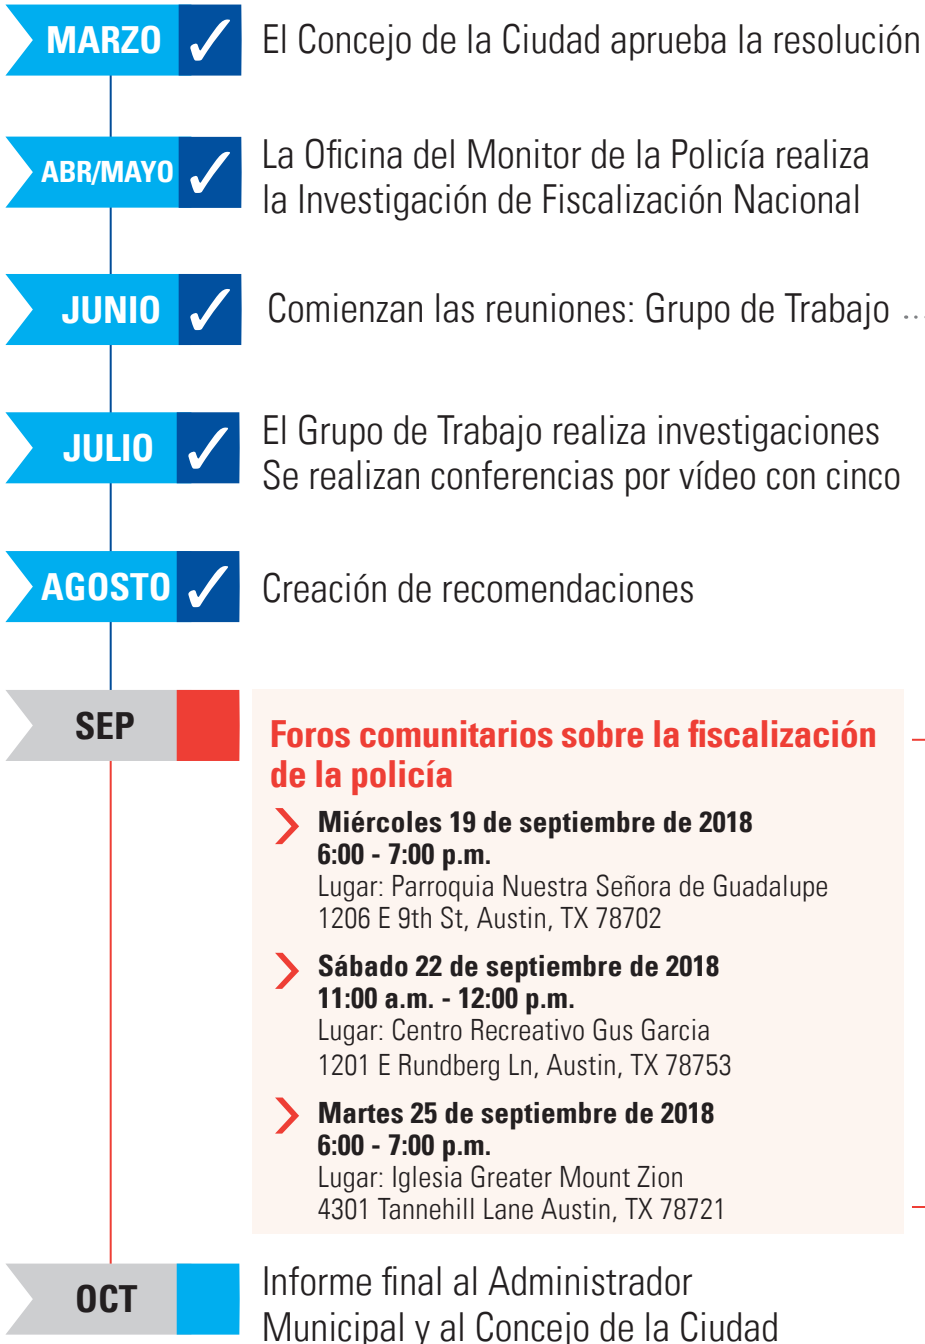 MARZO
El Concejo de la Ciudad aprueba la resolución
ABR/MAYO
La Oficina del Monitor de la Policía realiza
la Investigación de Fiscalización Nacional
JUNIO
Comienzan las reuniones: Grupo de Trabajo ...
JULIO
El Grupo de Trabajo realiza investigaciones
Se realizan conferencias por vídeo con cinco
AGOSTO
Creación de recomendaciones
SEP
Foros comunitarios sobre la fiscalización
de la policía
Miércoles 19 de septiembre de 2018
6:00 - 7:00 p.m.
Lugar: Parroquia Nuestra Señora de Guadalupe
1206 E 9th St, Austin, TX 78702
Sábado 22 de septiembre de 2018
11:00 a.m. - 12:00 p.m.
Lugar: Centro Recreativo Gus Garcia
1201 E Rundberg Ln, Austin, TX 78753
Martes 25 de septiembre de 2018
6:00 - 7:00 p.m.
Lugar: Iglesia Greater Mount Zion
4301 Tannehill Lane Austin, TX 78721
OCT
Informe final al Administrador
Municipal y al Concejo de la Ciudad